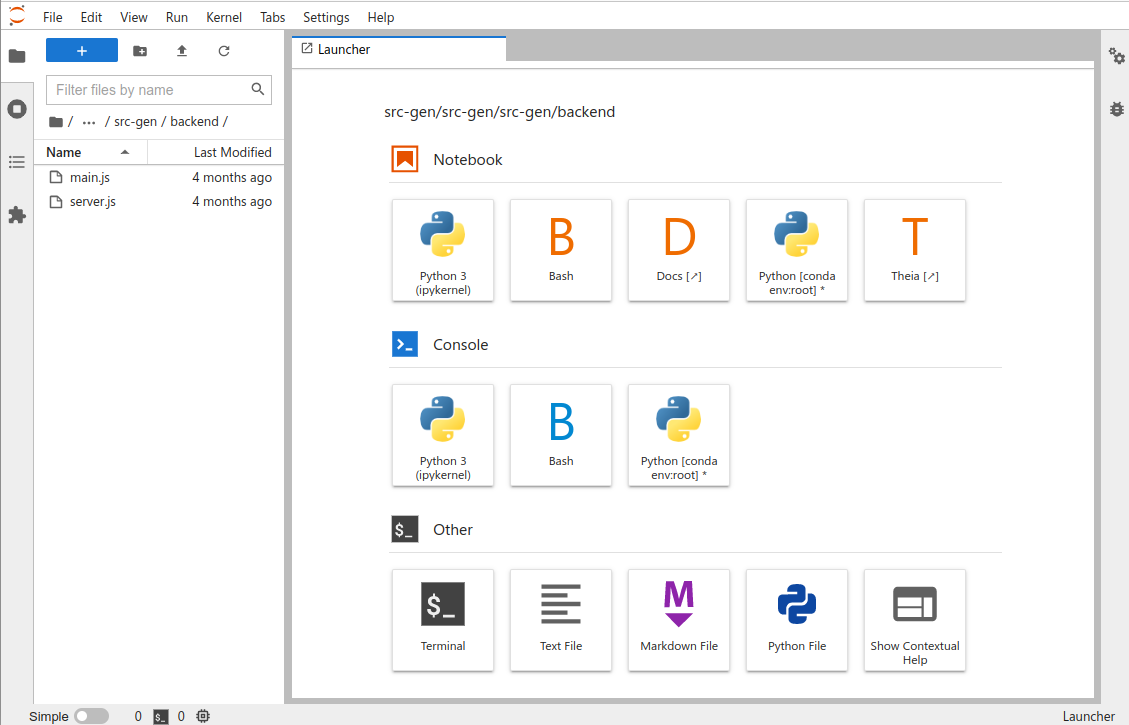 File Edit View Run Kernel Tabs Settings Help
+
Launcher
Filter files by name
/ ... / src-gen / backend /
Name Last Modified
main.js 4 months ago
server.js 4 months ago
src-gen/src-gen/src-gen/backend
Notebook
Python 3
(ipykernel)
B
Bash
D
Docs [↗]
Python [conda
env:root] *
T
Theia [↗]
>_
Console
Python 3
(ipykernel)
B
Bash
Python [conda
env:root] *
$_
Other
$_
Terminal
Text File
M
Markdown File
Python File
Show Contextual
Help
Simple 0 $_ 0 Launcher